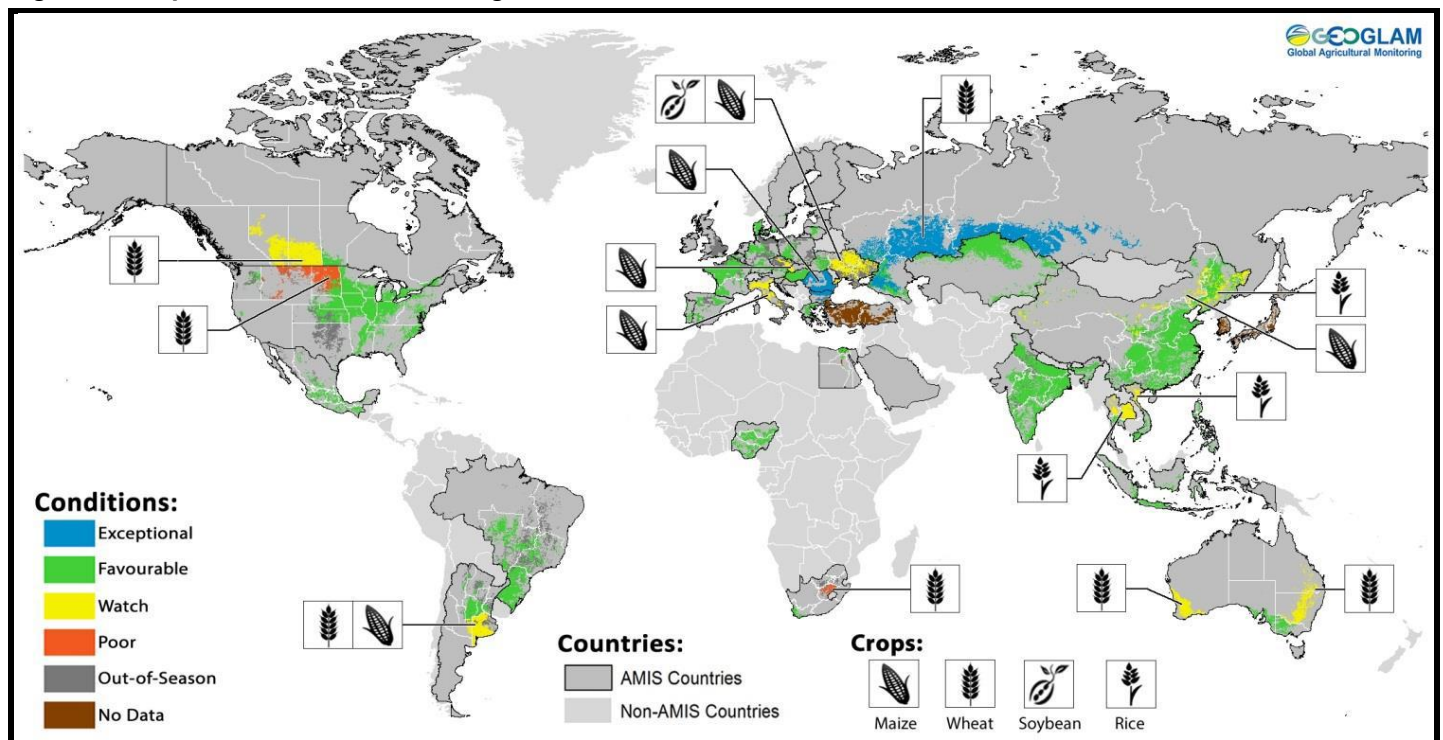 GEOGLAM
Global Agricultural Monitoring
Conditions:
Exceptional
Favourable
Watch
Poor
Out-of-Season
No Data
Countries:
AMIS Countries
Non-AMIS Countries
Crops:
Maize
Wheat
Soybean
Rice